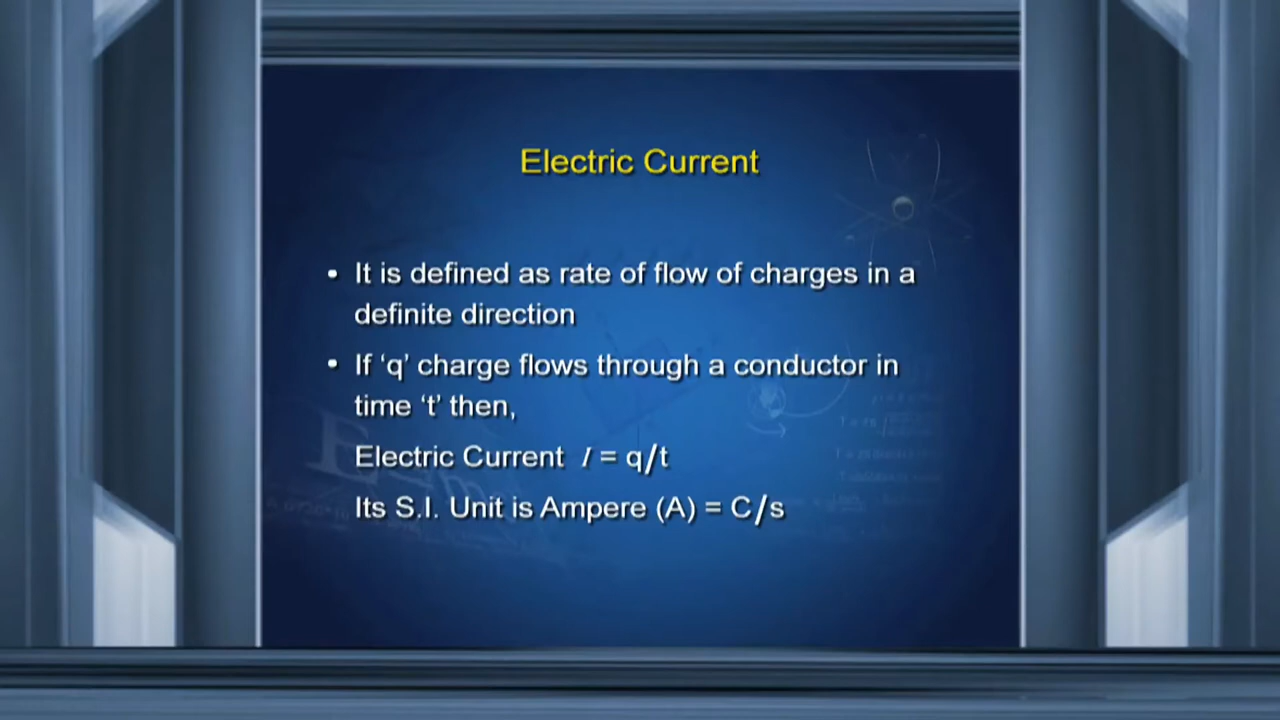 Electric Current
• It is defined as rate of flow of charges in a
definite direction
• If ‘q’ charge flows through a conductor in
time ‘t’ then,
Electric Current I = q/t
Its S.I. Unit is Ampere (A) = C/s